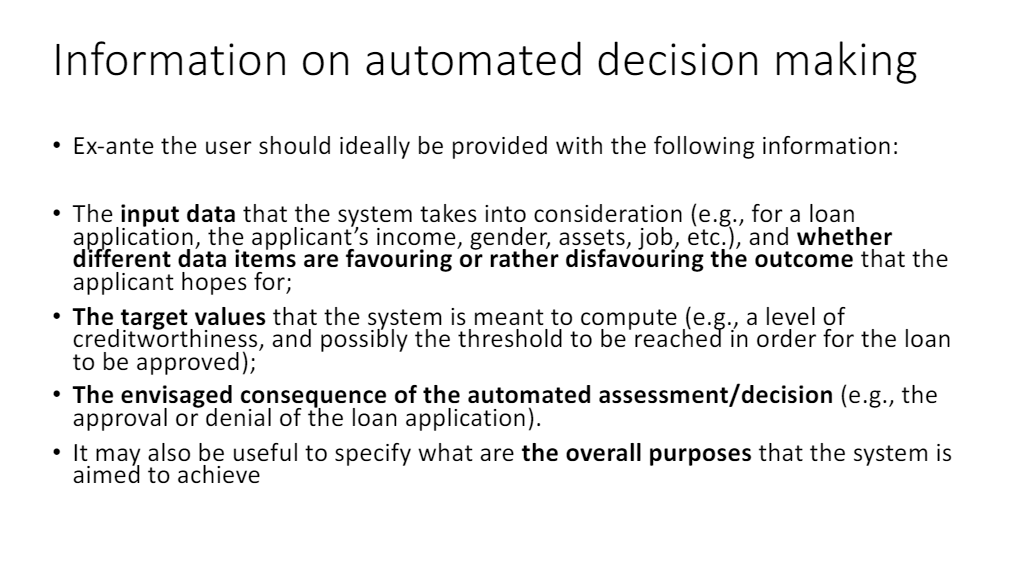 Information on automated decision making
• Ex-ante the user should ideally be provided with the following information:
• The input data that the system takes into consideration (e.g., for a loan
application, the applicant’s income, gender, assets, job, etc.), and whether
different data items are favouring or rather disfavouring the outcome that the
applicant hopes for;
• The target values that the system is meant to compute (e.g., a level of
creditworthiness, and possibly the threshold to be reached in order for the loan
to be approved);
• The envisaged consequence of the automated assessment/decision (e.g., the
approval or denial of the loan application).
• It may also be useful to specify what are the overall purposes that the system is
aimed to achieve